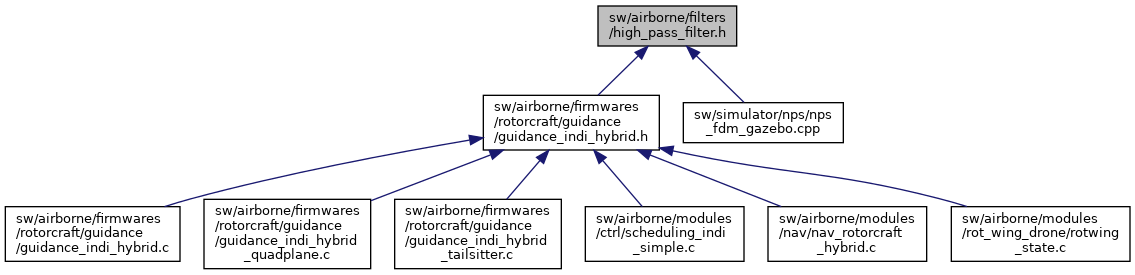 sw/airborne/filters
/high_pass_filter.h
sw/airborne/firmwares
/rotorcraft/guidance
/guidance_indi_hybrid.h
sw/simulator/nps/nps
_fdm_gazebo.cpp
sw/airborne/firmwares
/rotorcraft/guidance
/guidance_indi_hybrid.c
sw/airborne/firmwares
/rotorcraft/guidance
/guidance_indi_hybrid
_quadplane.c
sw/airborne/firmwares
/rotorcraft/guidance
/guidance_indi_hybrid
_tailsitter.c
sw/airborne/modules
/ctrl/scheduling_indi
_simple.c
sw/airborne/modules
/nav/nav_rotorcraft
_hybrid.c
sw/airborne/modules
/rot_wing_drone/rotwing
_state.c